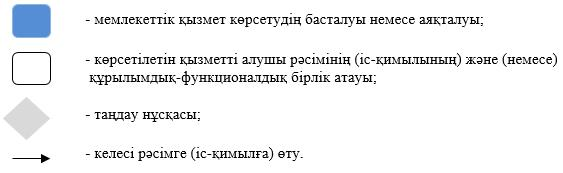 - мемлекеттік қызмет көрсетудің басталуы немесе аяқталуы;
- көрсетілетін қызметті алушы рәсімінің (іс-қимылының) және (немесе)
құрылымдық-функционалдық бірлік атауы;
- таңдау нұсқасы;
- келесі рәсімге (іс-қимылға) өту.